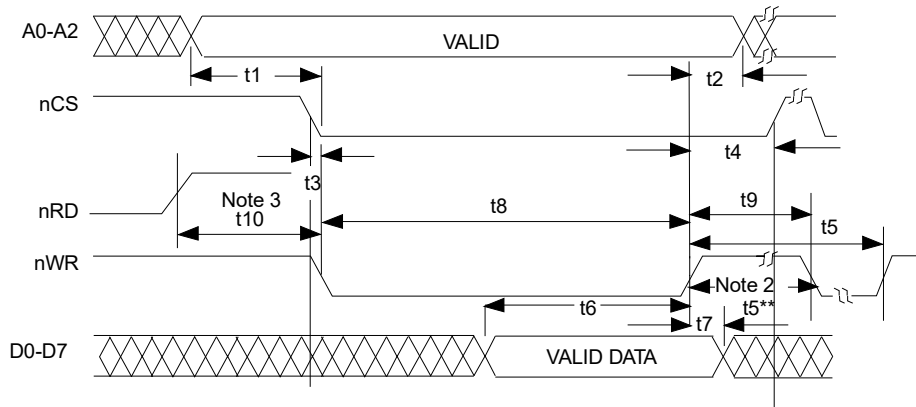 A0-A2
VALID
t1
t2
nCS
t3
t4
nRD
Note 3
t10
t8
t9
t5
nWR
Note 2
t6
t7
t5**
D0-D7
VALID DATA